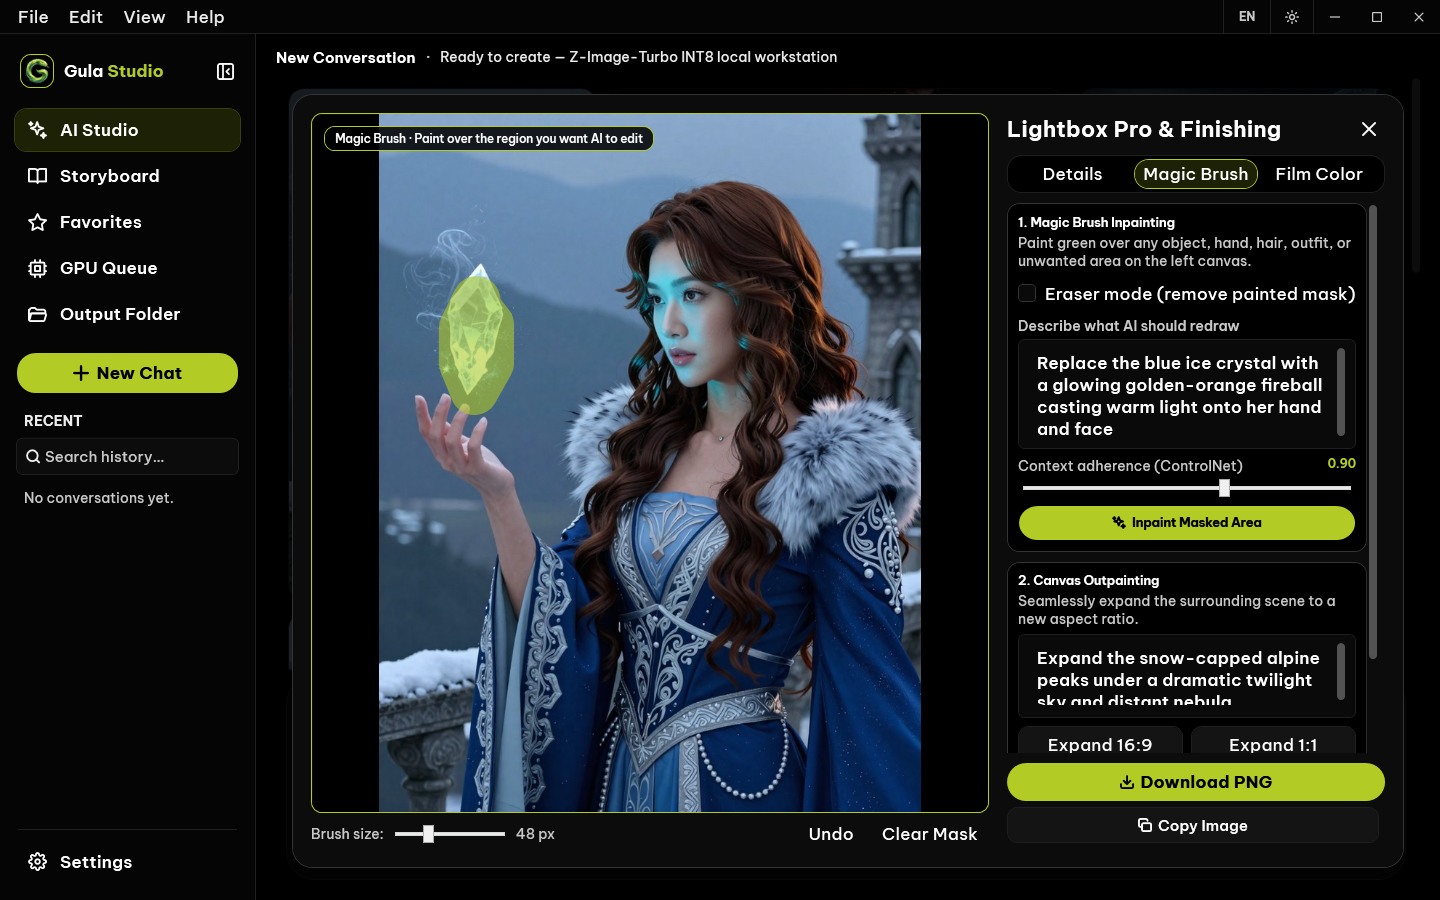 File Edit View Help
EN
Gula Studio
New Conversation · Ready to create — Z-Image-Turbo INT8 local workstation
AI Studio
Storyboard
Favorites
GPU Queue
Output Folder
+ New Chat
RECENT
Search history...
No conversations yet.
Settings
Magic Brush · Paint over the region you want AI to edit
Brush size:
48 px
Undo
Clear Mask
Lightbox Pro & Finishing
Details
Magic Brush
Film Color
1. Magic Brush Inpainting
Paint green over any object, hand, hair, outfit, or
unwanted area on the left canvas.
Eraser mode (remove painted mask)
Describe what AI should redraw
Replace the blue ice crystal with
a glowing golden-orange fireball
casting warm light onto her hand
and face
Context adherence (ControlNet)
0.90
Inpaint Masked Area
2. Canvas Outpainting
Seamlessly expand the surrounding scene to a
new aspect ratio.
Expand the snow-capped alpine
peaks under a dramatic twilight
sky and distant nebula
Expand 16:9
Expand 1:1
Download PNG
Copy Image